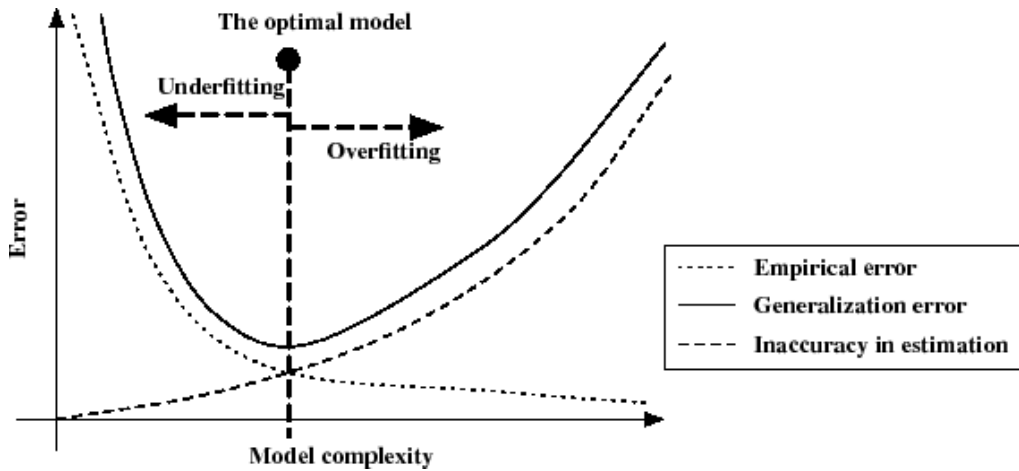 The optimal model
Underfitting
Overfitting
Error
Empirical error
Generalization error
Inaccuracy in estimation
Model complexity